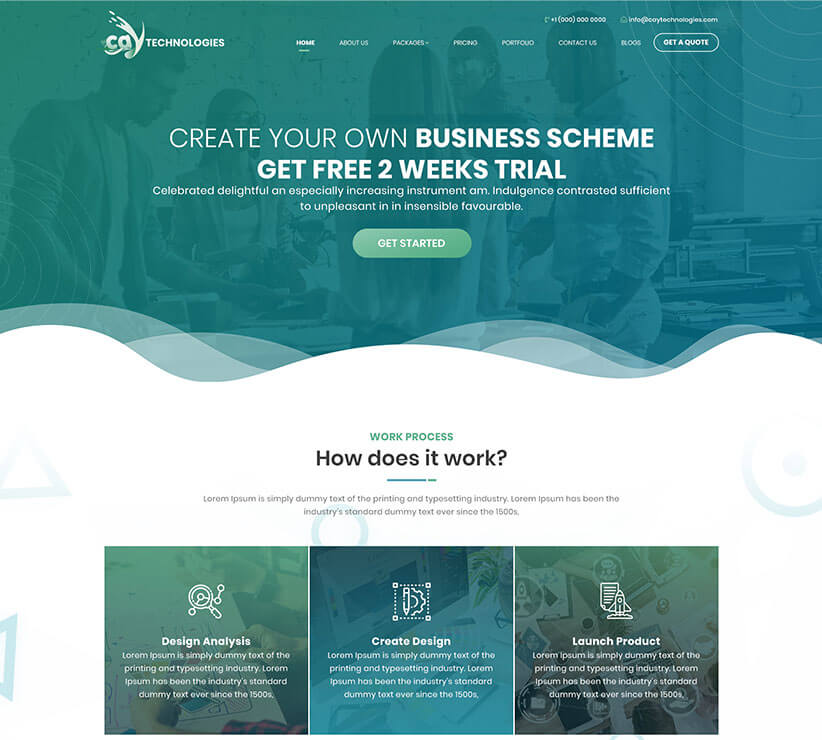 +1 (000) 000 0000 info@caytechnologies.com
cay TECHNOLOGIES
HOME ABOUT US PACKAGES PRICING PORTFOLIO CONTACT US BLOGS GET A QUOTE
CREATE YOUR OWN BUSINESS SCHEME
GET FREE 2 WEEKS TRIAL
Celebrated delightful an especially increasing instrument am. Indulgence contrasted sufficient
to unpleasant in in insensible favourable.
GET STARTED
WORK PROCESS
How does it work?
Lorem Ipsum is simply dummy text of the printing and typesetting industry. Lorem Ipsum has been the
industry's standard dummy text ever since the 1500s,
Design Analysis
Lorem Ipsum is simply dummy text of the
printing and typesetting industry. Lorem
Ipsum has been the industry's standard
dummy text ever since the 1500s,
Create Design
Lorem Ipsum is simply dummy text of the
printing and typesetting industry. Lorem
Ipsum has been the industry's standard
dummy text ever since the 1500s,
Launch Product
Lorem Ipsum is simply dummy text of the
printing and typesetting industry. Lorem
Ipsum has been the industry's standard
dummy text ever since the 1500s,